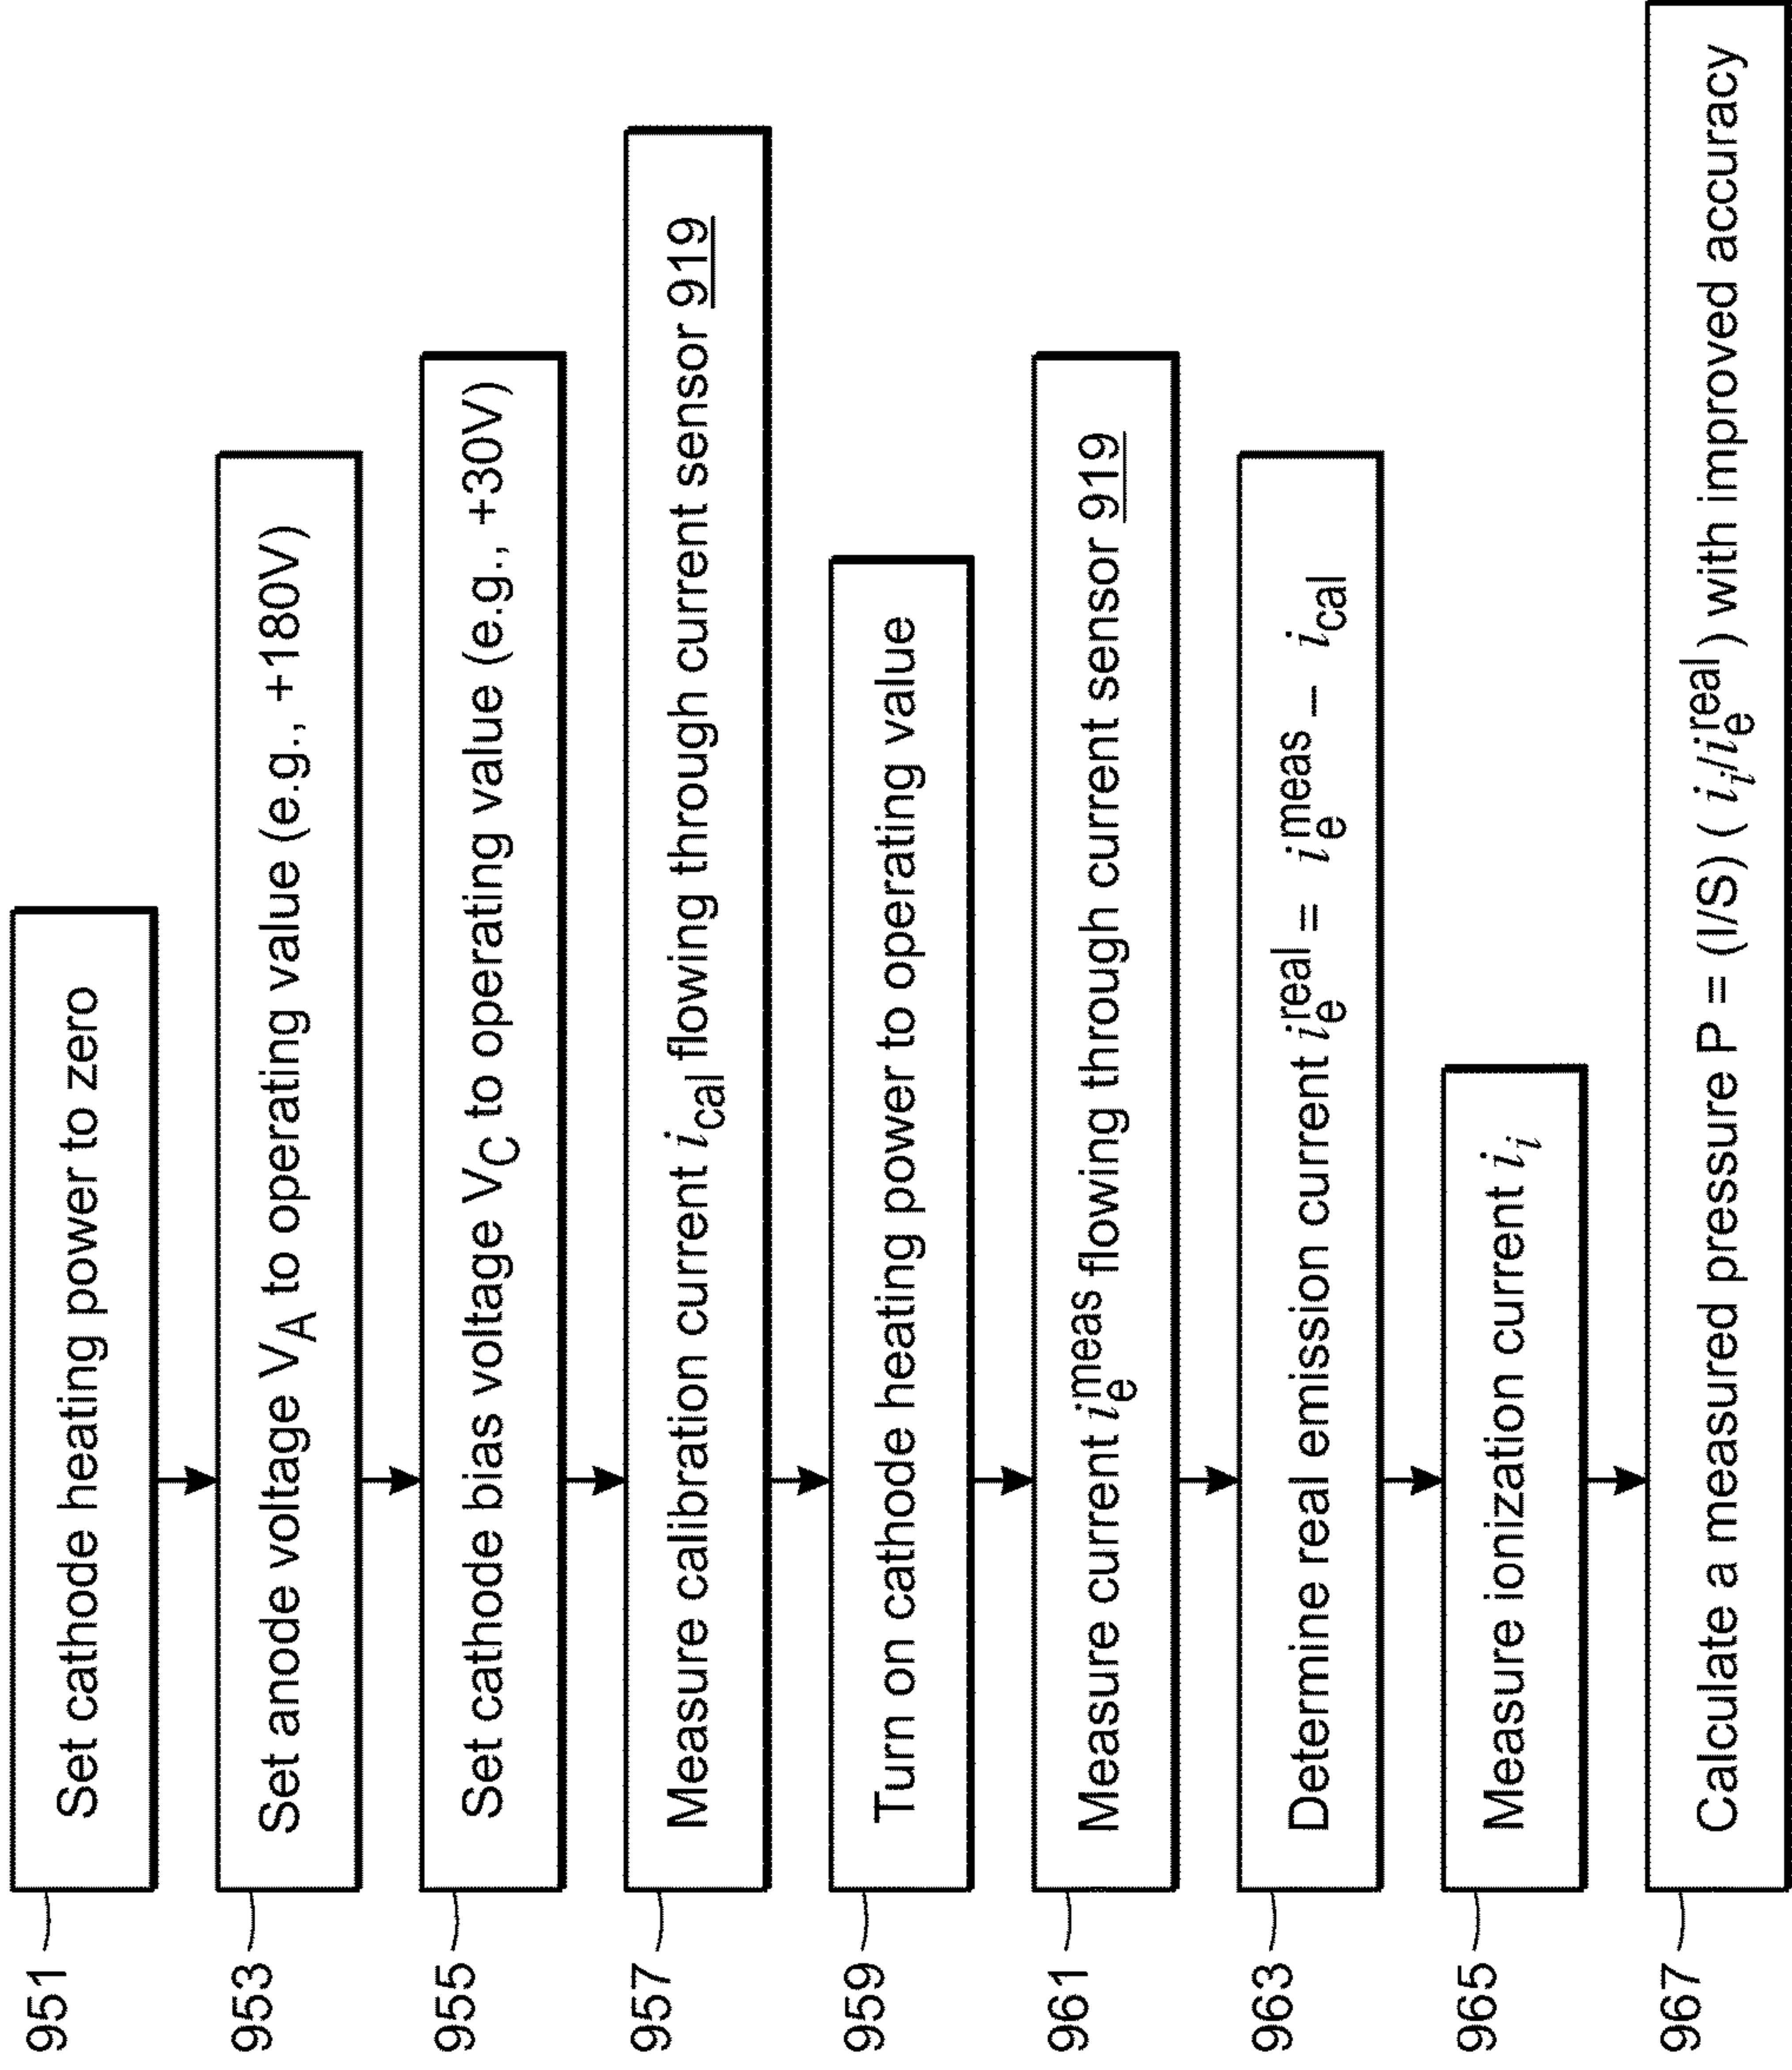 951 Set cathode heating power to zero
953 Set anode voltage V_A to operating value (e.g., +180V)
955 Set cathode bias voltage V_C to operating value (e.g., +30V)
957 Measure calibration current i_cal flowing through current sensor 919
959 Turn on cathode heating power to operating value
961 Measure current i_e^meas flowing through current sensor 919
963 Determine real emission current i_e^real = i_e^meas – i_cal
965 Measure ionization current i_i
967 Calculate a measured pressure P = (I/S) ( i_i/i_e^real) with improved accuracy